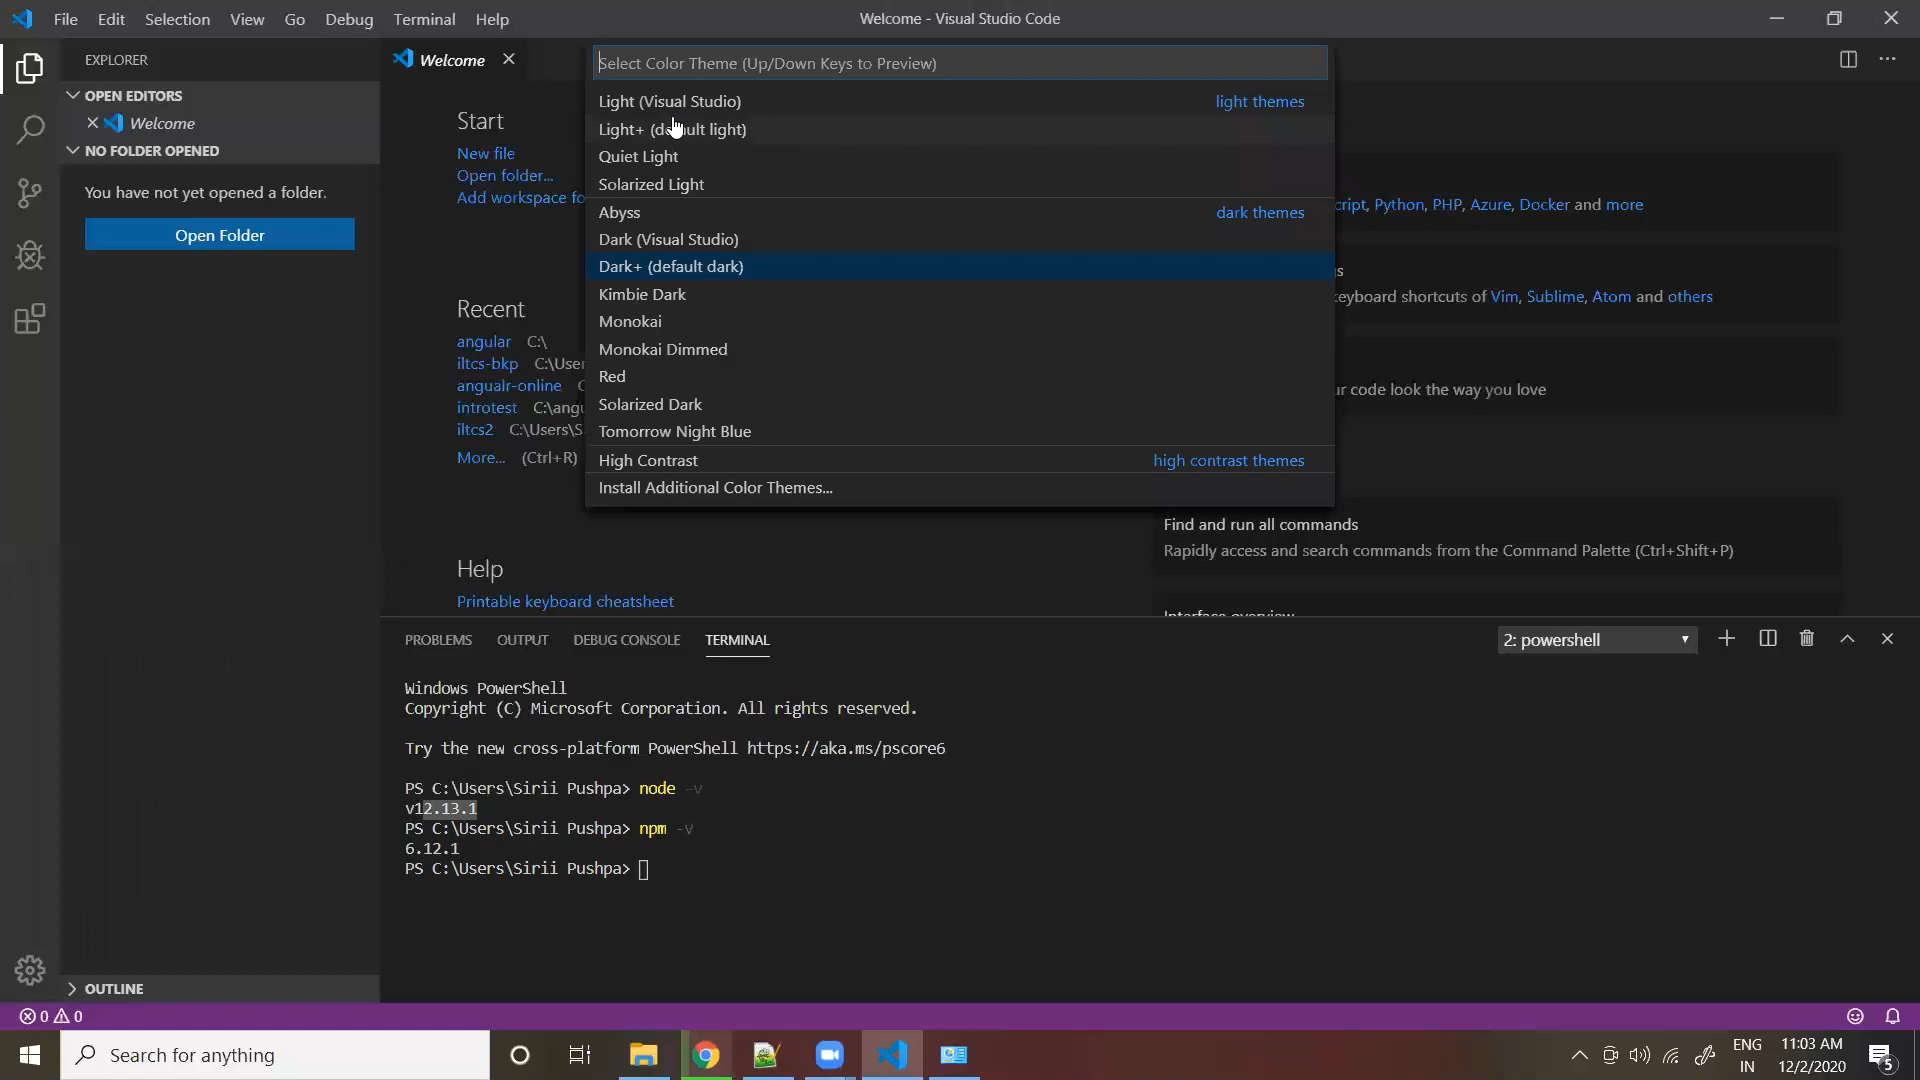 File Edit Selection View Go Debug Terminal Help
Welcome - Visual Studio Code
EXPLORER
OPEN EDITORS
Welcome
NO FOLDER OPENED
You have not yet opened a folder.
Open Folder
OUTLINE
Welcome
Select Color Theme (Up/Down Keys to Preview)
Light (Visual Studio) light themes
Light+ (default light)
Quiet Light
Solarized Light
Abyss dark themes
Dark (Visual Studio)
Dark+ (default dark)
Kimbie Dark
Monokai
Monokai Dimmed
Red
Solarized Dark
Tomorrow Night Blue
High Contrast high contrast themes
Install Additional Color Themes...
Start
New file
Open folder...
Add workspace fo
Recent
angular C:\
iltcs-bkp C:\User
angualr-online C
introtest C:\angu
iltcs2 C:\Users\S
More... (Ctrl+R)
Help
Printable keyboard cheatsheet
cript, Python, PHP, Azure, Docker and more
s
eyboard shortcuts of Vim, Sublime, Atom and others
r code look the way you love
Find and run all commands
Rapidly access and search commands from the Command Palette (Ctrl+Shift+P)
PROBLEMS OUTPUT DEBUG CONSOLE TERMINAL
2: powershell
Windows PowerShell
Copyright (C) Microsoft Corporation. All rights reserved.
Try the new cross-platform PowerShell https://aka.ms/pscore6
PS C:\Users\Sirii Pushpa> node -v
v12.13.1
PS C:\Users\Sirii Pushpa> npm -v
6.12.1
PS C:\Users\Sirii Pushpa>
0 0
Search for anything
ENG
IN
11:03 AM
12/2/2020
5